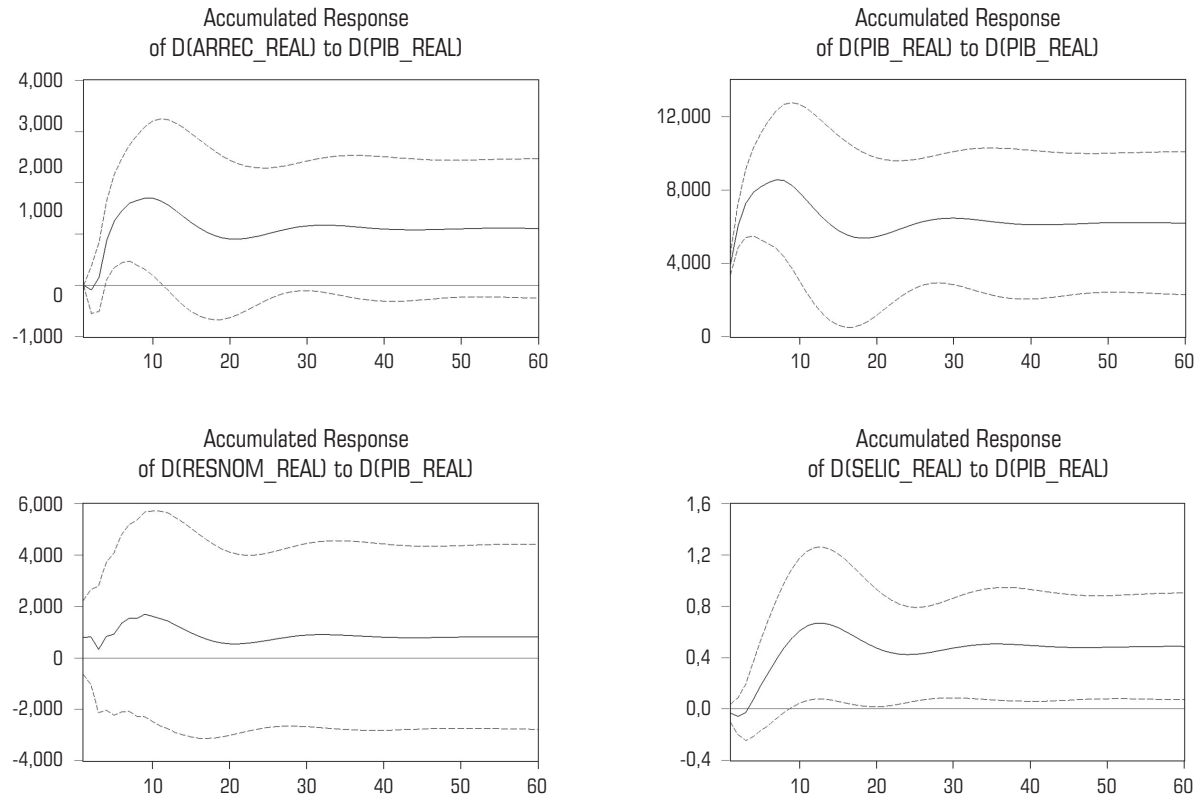 Accumulated Response
of D(ARREC_REAL) to D(PIB_REAL)
4,000
3,000
2,000
1,000
0
-1,000
10 20 30 40 50 60
Accumulated Response
of D(PIB_REAL) to D(PIB_REAL)
12,000
8,000
4,000
0
10 20 30 40 50 60
Accumulated Response
of D(RESNOM_REAL) to D(PIB_REAL)
6,000
4,000
2,000
0
-2,000
-4,000
10 20 30 40 50 60
Accumulated Response
of D(SELIC_REAL) to D(PIB_REAL)
1,6
1,2
0,8
0,4
0,0
-0,4
10 20 30 40 50 60